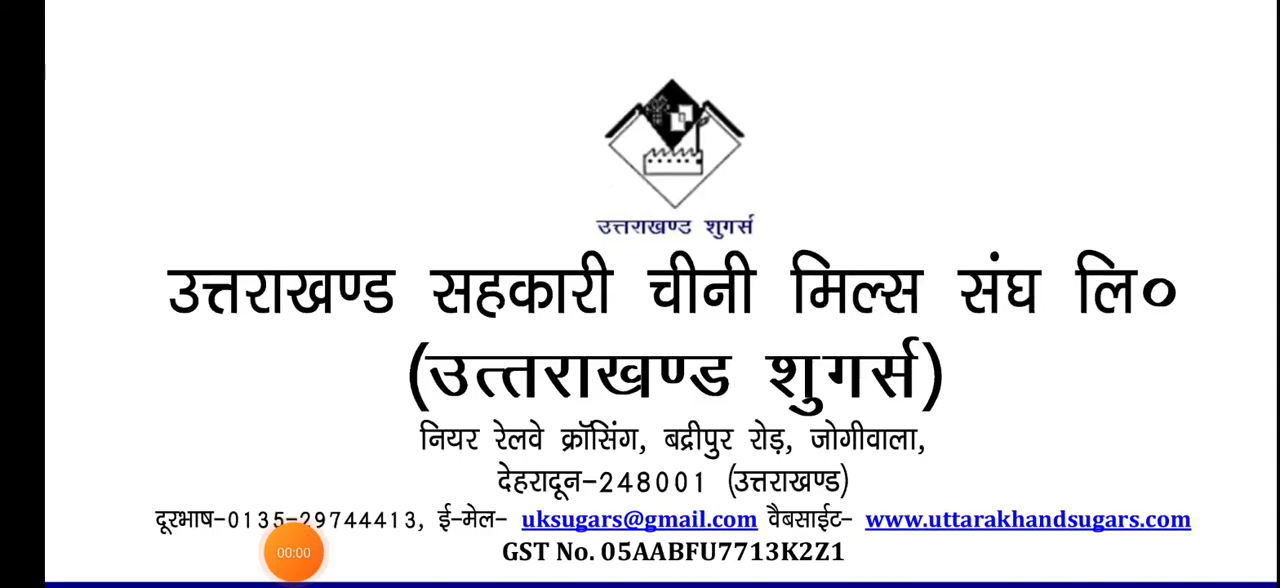 उत्तराखण्ड शुगर्स
उत्तराखण्ड सहकारी चीनी मिल्स संघ लि०
(उत्तराखण्ड शुगर्स)
नियर रेलवे क्रॉसिंग, बद्रीपुर रोड़, जोगीवाला,
देहरादून-248001 (उत्तराखण्ड)
दूरभाष-0135-29744413, ई-मेल- uksugars@gmail.com वैबसाईट- www.uttarakhandsugars.com
00:00
GST No. 05AABFU7713K2Z1